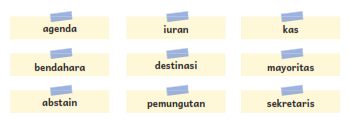 agenda
iuran
kas
bendahara
destinasi
mayoritas
abstain
pemungutan
sekretaris